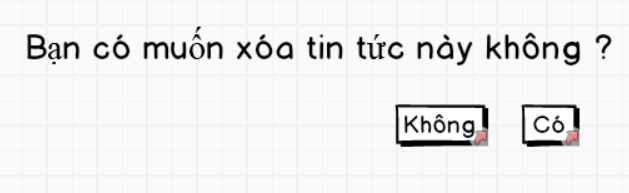 Bạn có muốn xóa tin tức này không ?
Không Có